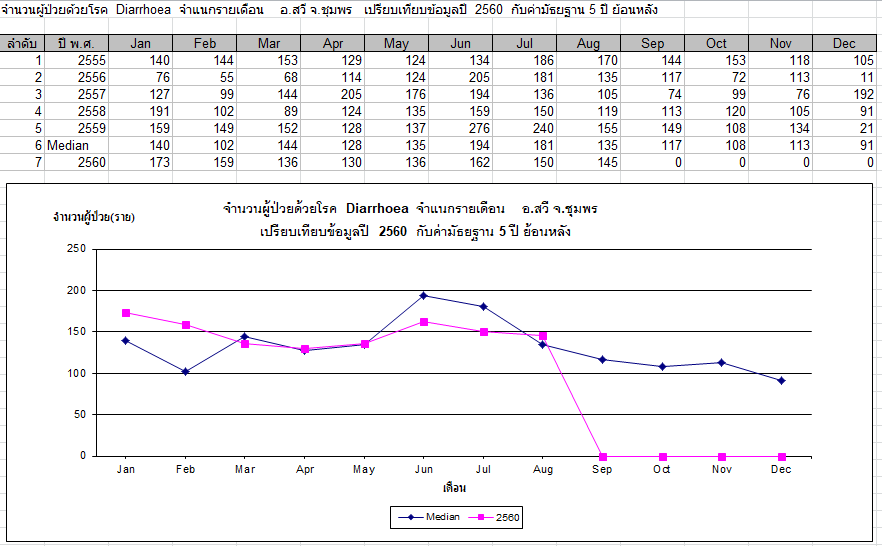 จำนวนผู้ป่วยด้วยโรค Diarrhoea จำแนกรายเดือน อ.สวี จ.ชุมพร เปรียบเทียบข้อมูลปี 2560 กับค่ามัธยฐาน 5 ปี ย้อนหลัง
ลำดับ ปี พ.ศ. Jan Feb Mar Apr May Jun Jul Aug Sep Oct Nov Dec
1 2555 140 144 153 129 124 134 186 170 144 153 118 105
2 2556 76 55 68 114 124 205 181 135 117 72 113 11
3 2557 127 99 144 205 176 194 136 105 74 99 76 192
4 2558 191 102 89 124 135 159 150 119 113 120 105 91
5 2559 159 149 152 128 137 276 240 155 149 108 134 21
6 Median 140 102 144 128 135 194 181 135 117 108 113 91
7 2560 173 159 136 130 136 162 150 145 0 0 0 0
จำนวนผู้ป่วยด้วยโรค Diarrhoea จำแนกรายเดือน อ.สวี จ.ชุมพร
จำนวนผู้ป่วย(ราย)
เปรียบเทียบข้อมูลปี 2560 กับค่ามัธยฐาน 5 ปี ย้อนหลัง
250
200
150
100
50
0
Jan Feb Mar Apr May Jun Jul Aug Sep Oct Nov Dec
เดือน
Median 2560